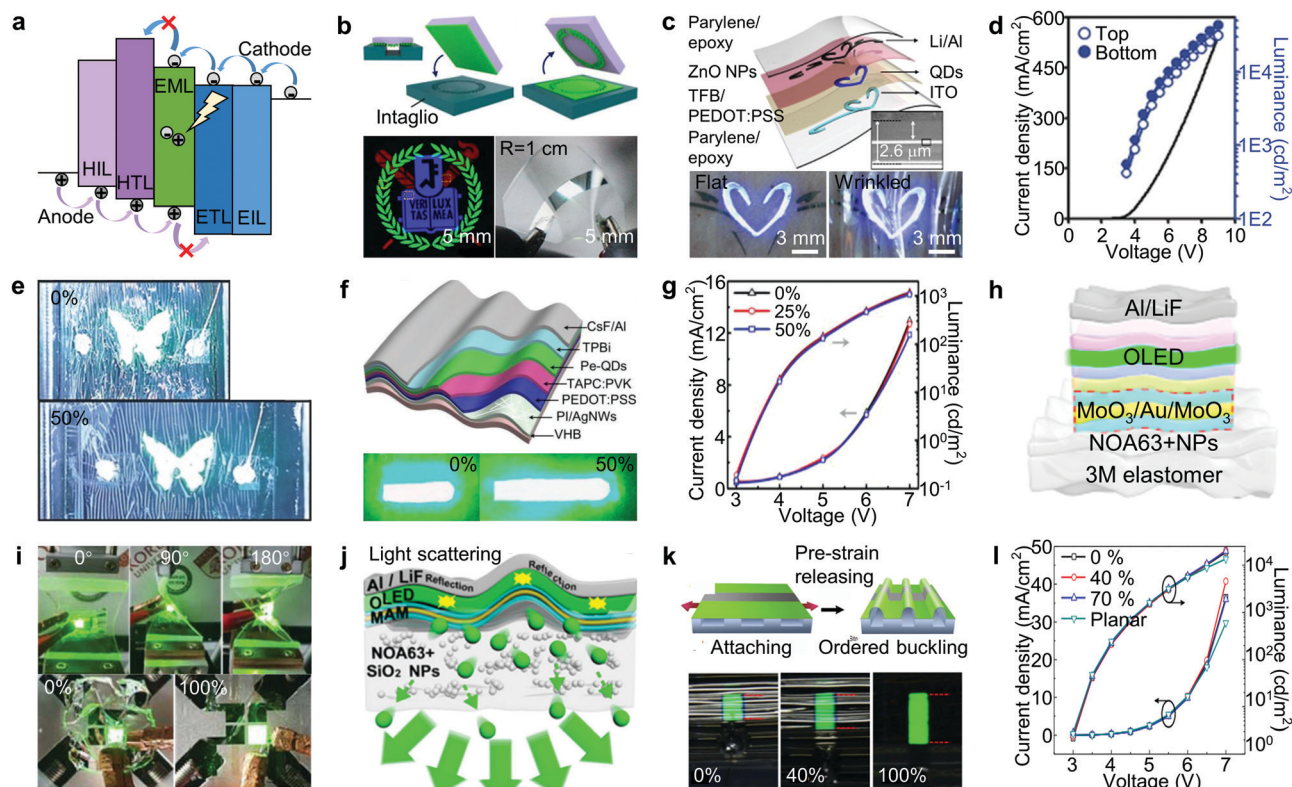 a
Cathode
EML
HIL
HTL
ETL
EIL
Anode
b
Intaglio
VERI LUX
TAS MEA
5 mm
R=1 cm
5 mm
c
Parylene/
epoxy
ZnO NPs
TFB/
PEDOT:PSS
Parylene/
epoxy
Li/Al
QDs
ITO
2.6 μm
Flat
3 mm
Wrinkled
3 mm
d
Current density (mA/cm²)
600
450
300
150
0
Top
Bottom
1E4
1E3
1E2
Luminance (cd/m²)
0 2 4 6 8 10
Voltage (V)
e
0%
50%
f
CsF/Al
TPBi
Pe-QDs
TAPC:PVK
PEDOT:PSS
PI/AgNWs
VHB
0%
50%
g
Current density (mA/cm²)
16
12
8
4
0
0%
25%
50%
10³
10²
10¹
10⁰
10⁻¹
Luminance (cd/m²)
3 4 5 6 7
Voltage (V)
h
Al/LiF
OLED
MoO₃/Au/MoO₃
NOA63+NPs
3M elastomer
i
0°
90°
180°
0%
100%
j
Light scattering
Al / LiF
Reflection
Reflection
OLED
MAM
NOA63+
SiO₂ NPs
k
Pre-strain
releasing
Attaching
Ordered buckling
0%
40%
100%
l
Current density (mA/cm²)
50
40
30
20
10
0
0 %
40 %
70 %
Planar
10⁴
10³
10²
10¹
10⁰
Luminance (cd/m²)
3 4 5 6 7
Voltage (V)